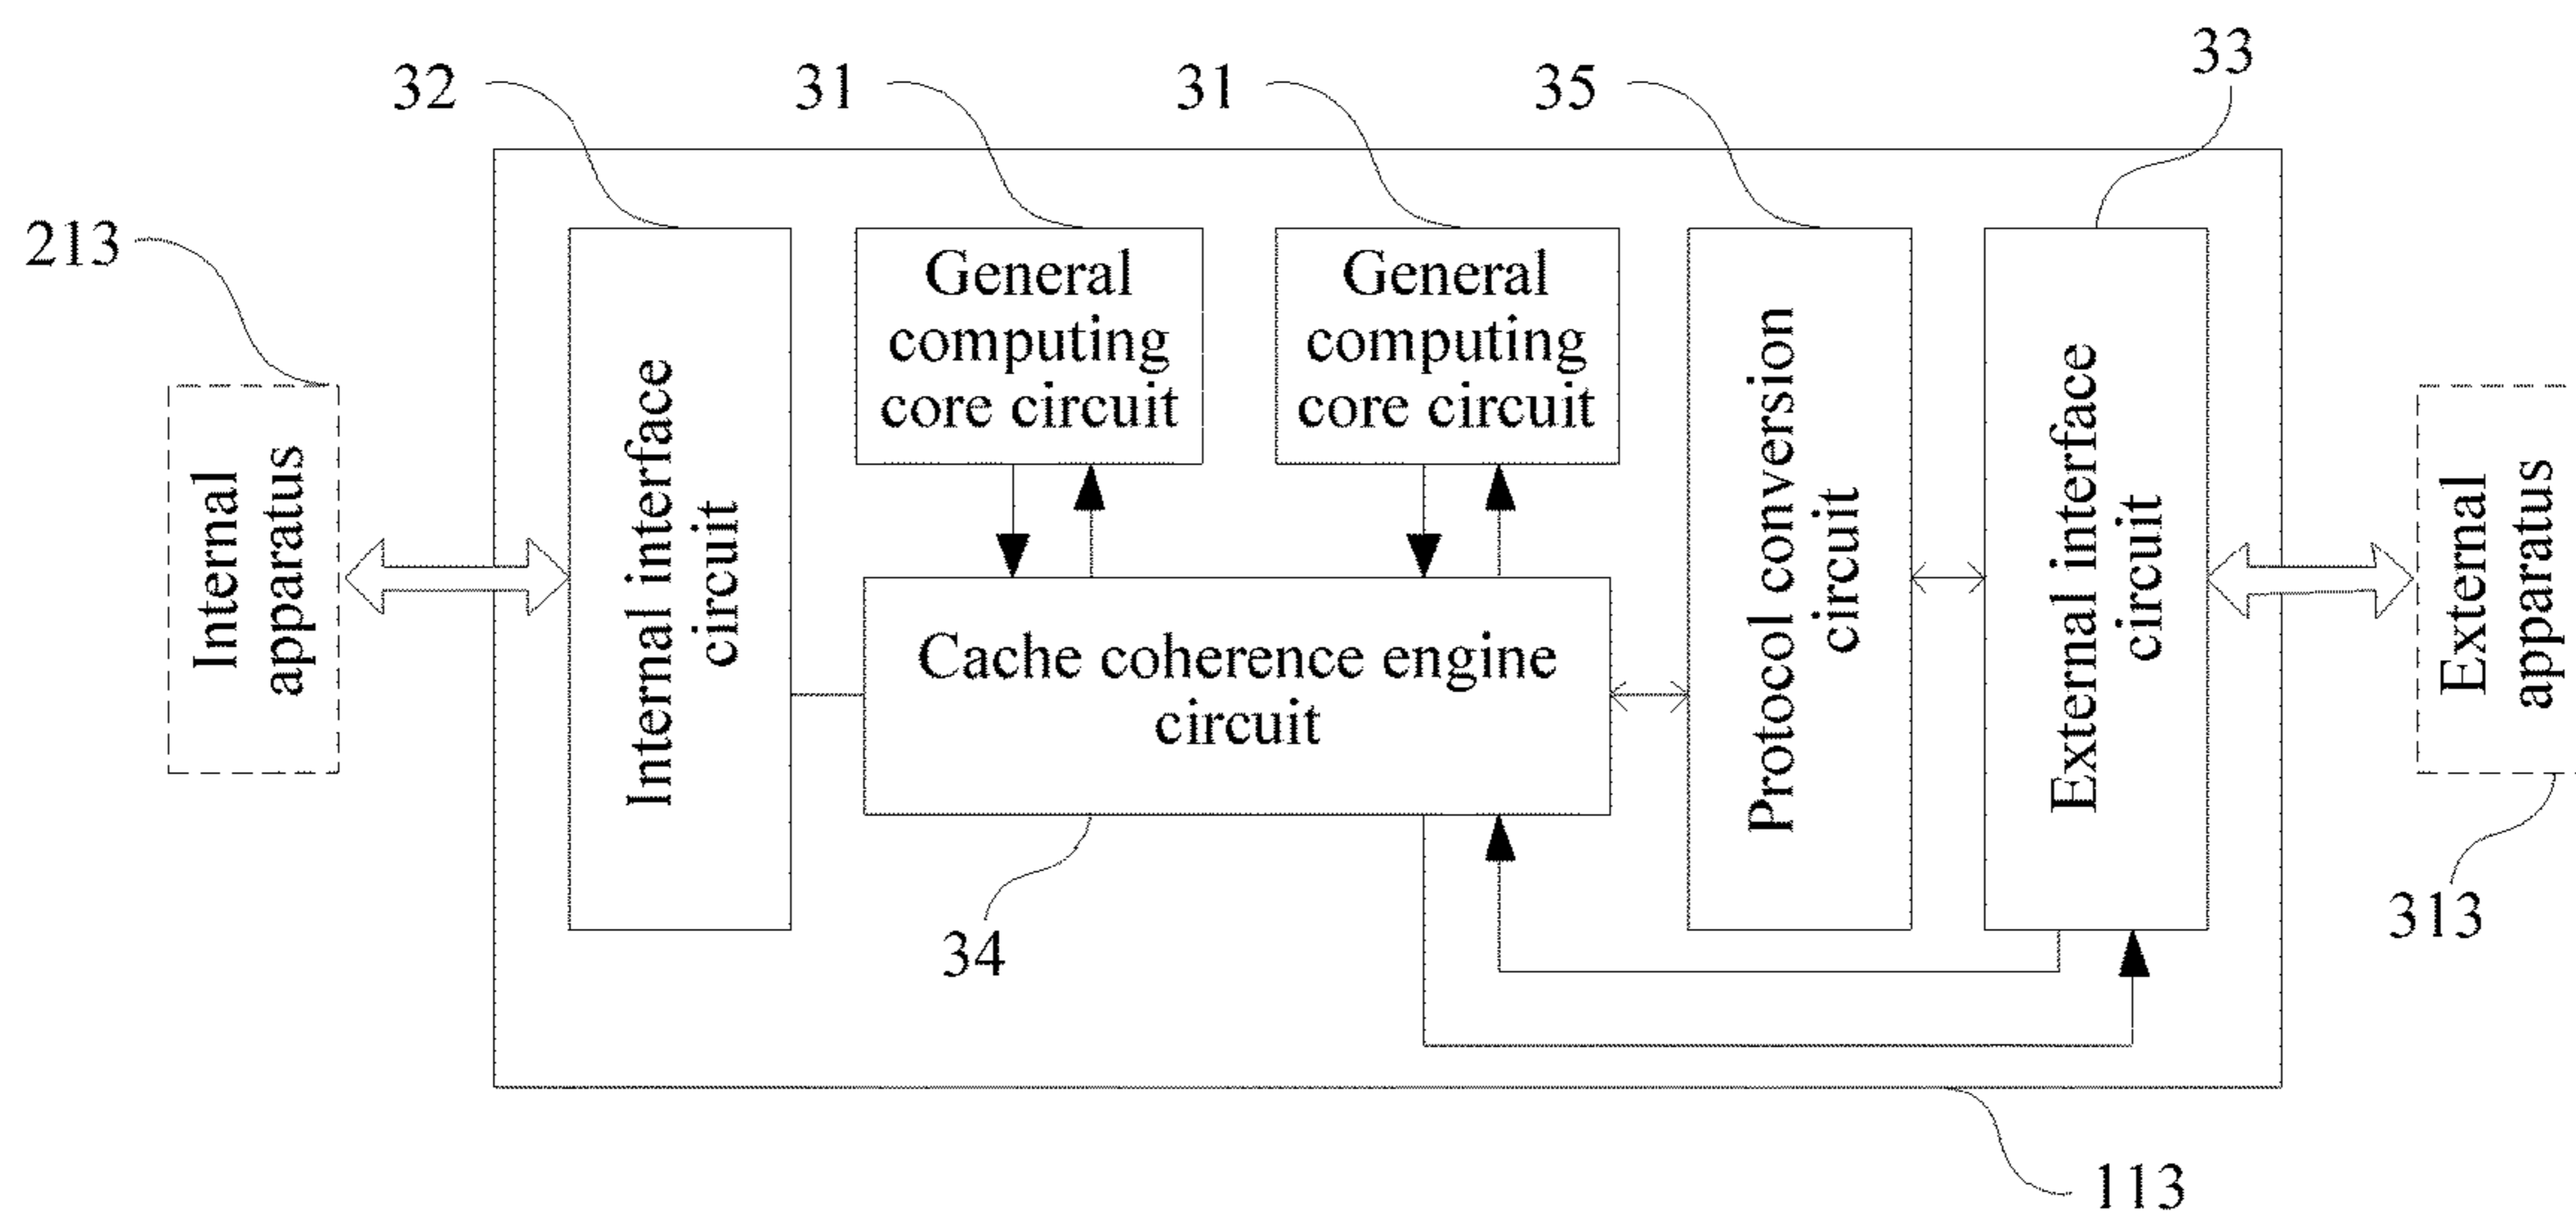 32
31
31
35
33
213
Internal
apparatus
Internal interface
circuit
General
computing
core circuit
General
computing
core circuit
Protocol conversion
circuit
External interface
circuit
External
apparatus
Cache coherence engine
circuit
34
313
113